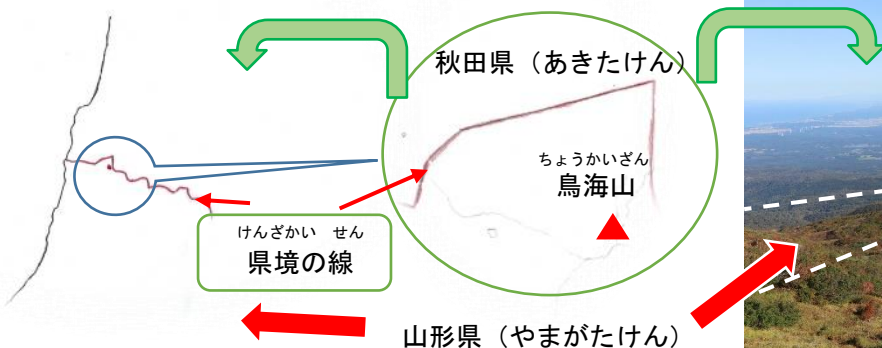 秋田県（あきたけん）
ちょうかいざん
鳥海山
けんざかい せん
県境の線
山形県（やまがたけん）